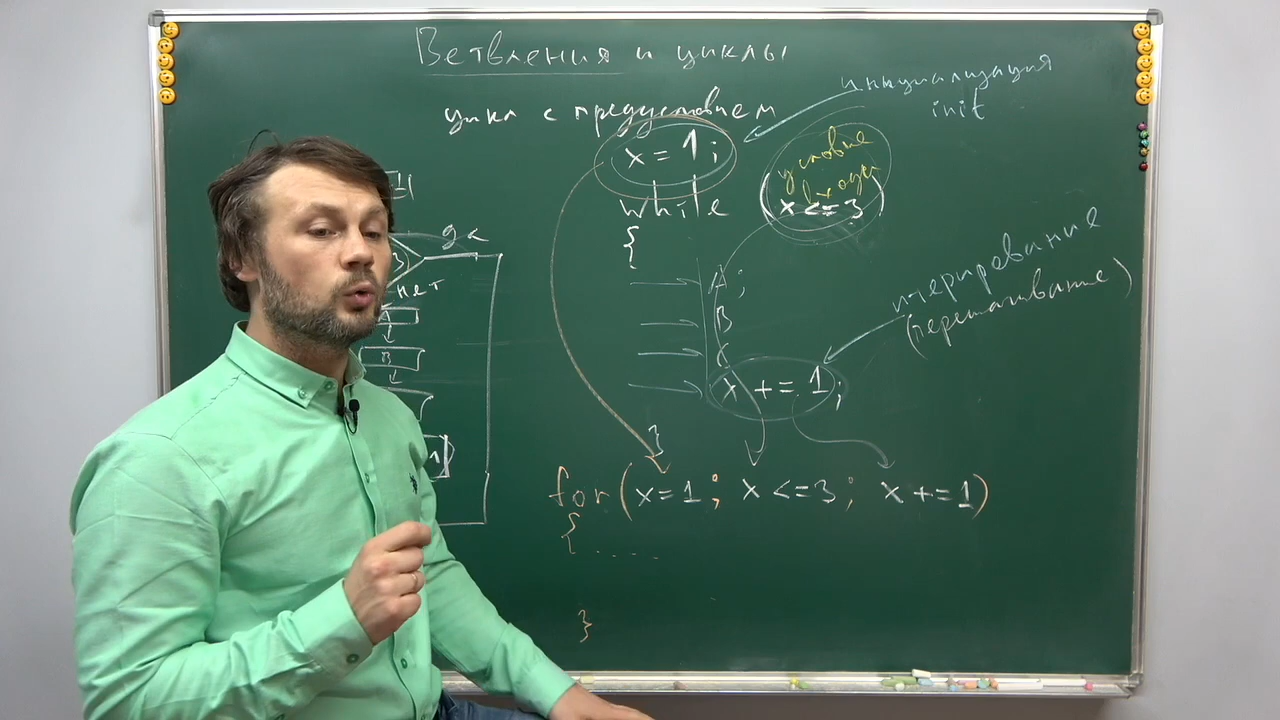 Ветвления и циклы
цикл с предусловием
инициализация
init
x = 1;
условие
входа
while (x <= 3)
{
да
нет
A;
B
C
x += 1;
итерирование
(перешагивание)
A
B
}
for (x=1; x <=3; x +=1)
{ .....
}